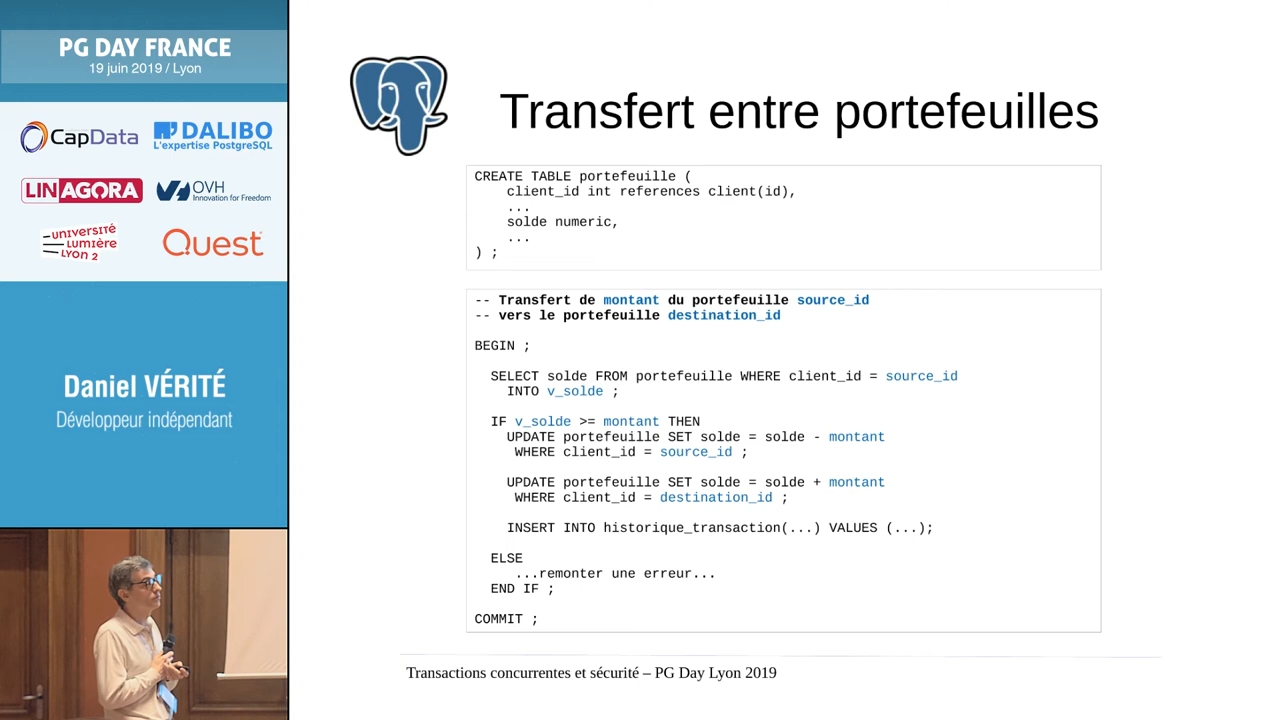 PG DAY FRANCE
19 juin 2019 / Lyon
CapData
DALIBO
L'expertise PostgreSQL
LINAGORA
OVH
Innovation for Freedom
UNIVERSITÉ
LUMIÈRE
LYON 2
Quest
Daniel VÉRITÉ
Développeur indépendant
Transfert entre portefeuilles
CREATE TABLE portefeuille (
client_id int references client(id),
...
solde numeric,
...
) ;
-- Transfert de montant du portefeuille source_id
-- vers le portefeuille destination_id
BEGIN ;
SELECT solde FROM portefeuille WHERE client_id = source_id
INTO v_solde ;
IF v_solde >= montant THEN
UPDATE portefeuille SET solde = solde - montant
WHERE client_id = source_id ;
UPDATE portefeuille SET solde = solde + montant
WHERE client_id = destination_id ;
INSERT INTO historique_transaction(...) VALUES (...);
ELSE
...remonter une erreur...
END IF ;
COMMIT ;
Transactions concurrentes et sécurité – PG Day Lyon 2019